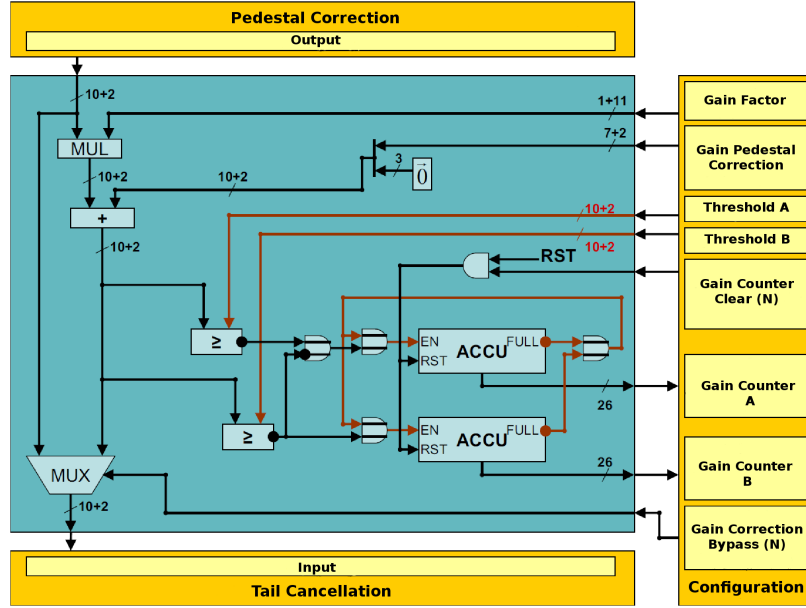 Pedestal Correction
Output
10+2
1+11
Gain Factor
7+2
MUL
3
0
Gain Pedestal
Correction
10+2
10+2
+
10+2
Threshold A
10+2
Threshold B
10+2
RST
Gain Counter
Clear (N)
≥
EN
FULL
ACCU
RST
26
Gain Counter
A
≥
EN
FULL
ACCU
RST
26
Gain Counter
B
MUX
10+2
Gain Correction
Bypass (N)
Input
Tail Cancellation
Configuration